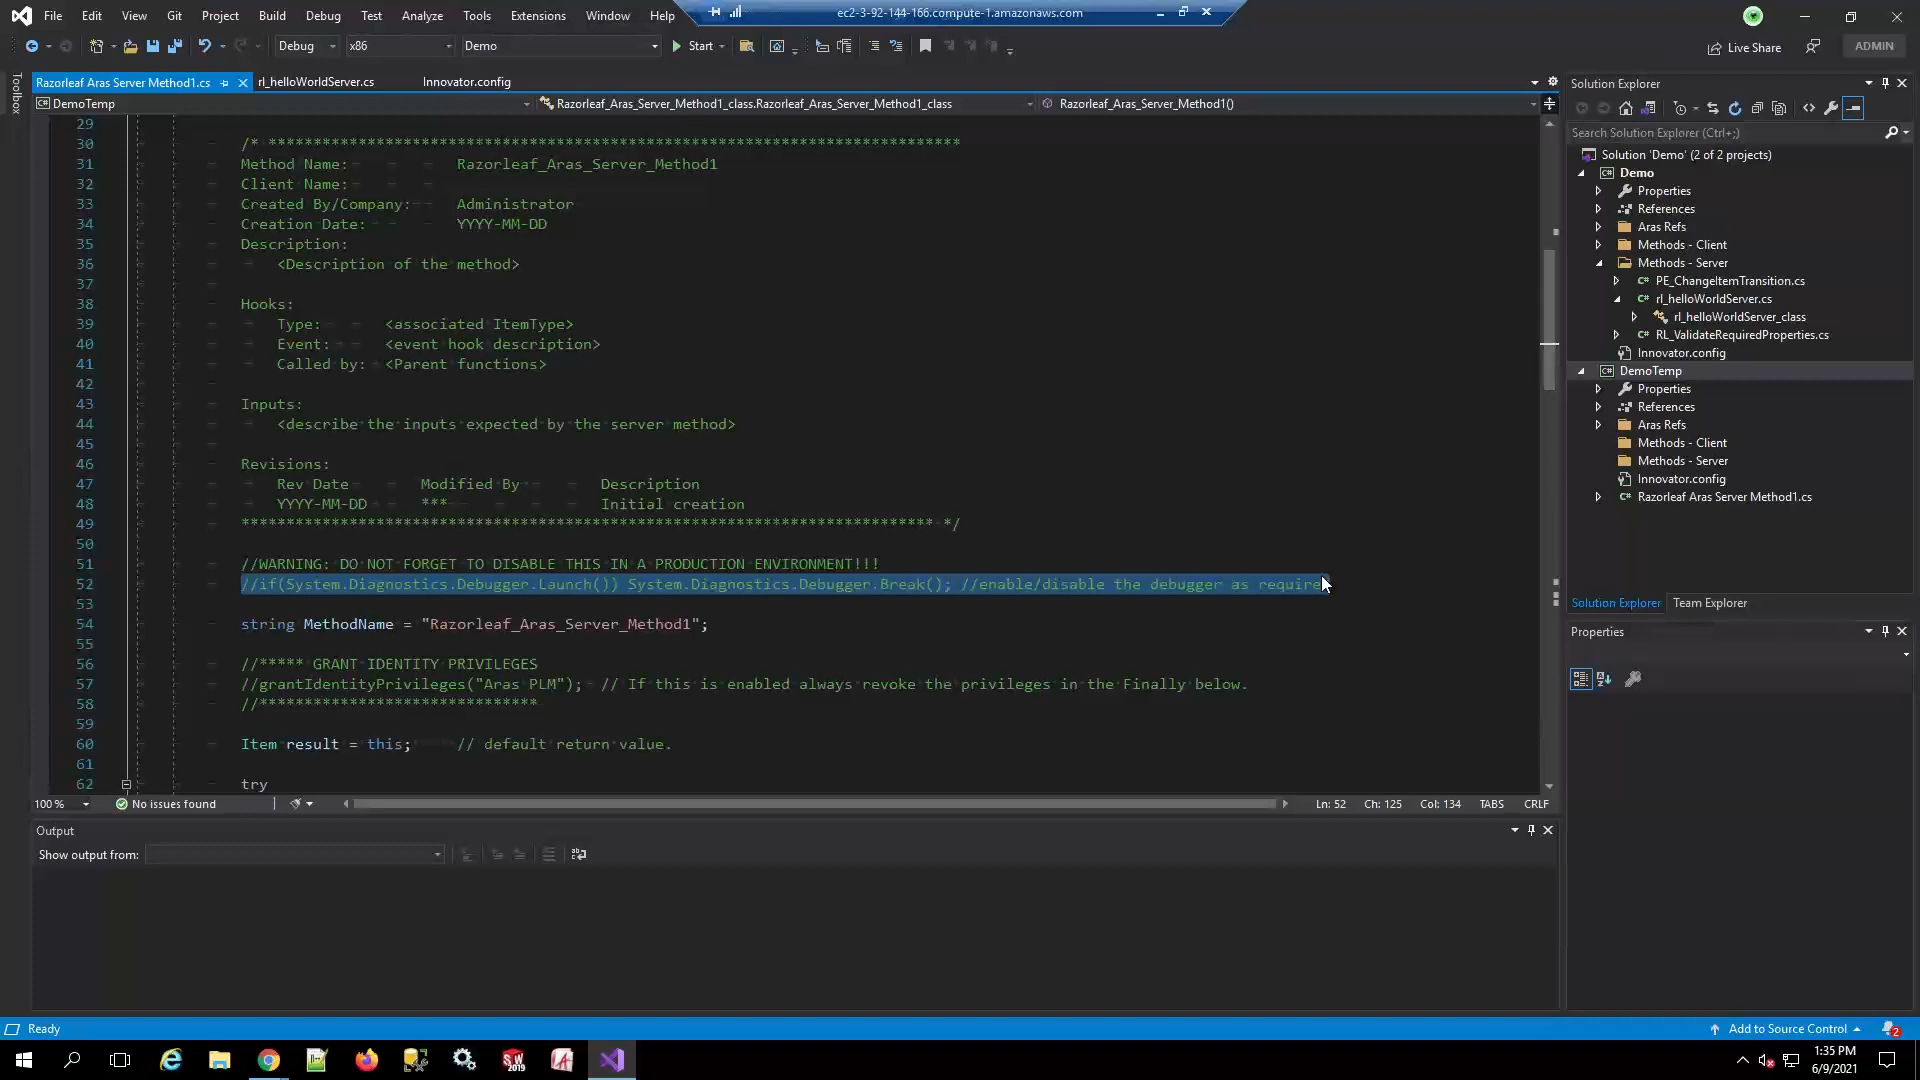 File Edit View Git Project Build Debug Test Analyze Tools Extensions Window Help
ec2-3-92-144-166.compute-1.amazonaws.com
Debug x86 Demo Start Live Share ADMIN
Toolbox
Razorleaf Aras Server Method1.cs rl_helloWorldServer.cs Innovator.config
DemoTemp Razorleaf_Aras_Server_Method1_class.Razorleaf_Aras_Server_Method1_class Razorleaf_Aras_Server_Method1()
29
30 /* *****************************************************************************
31 Method Name: Razorleaf_Aras_Server_Method1
32 Client Name:
33 Created By/Company: Administrator
34 Creation Date: YYYY-MM-DD
35 Description:
36 <Description of the method>
37
38 Hooks:
39 Type: <associated ItemType>
40 Event: <event hook description>
41 Called by: <Parent functions>
42
43 Inputs:
44 <describe the inputs expected by the server method>
45
46 Revisions:
47 Rev Date Modified By Description
48 YYYY-MM-DD *** Initial creation
49 ***************************************************************************** */
50
51 //WARNING: DO NOT FORGET TO DISABLE THIS IN A PRODUCTION ENVIRONMENT!!!
52 //if(System.Diagnostics.Debugger.Launch()) System.Diagnostics.Debugger.Break(); //enable/disable the debugger as require
53
54 string MethodName = "Razorleaf_Aras_Server_Method1";
55
56 //***** GRANT IDENTITY PRIVILEGES
57 //grantIdentityPrivileges("Aras PLM"); // If this is enabled always revoke the privileges in the Finally below.
58 //*******************************
59
60 Item result = this; // default return value.
61
62 try
100 % No issues found Ln: 52 Ch: 125 Col: 134 TABS CRLF
Output
Show output from:
Solution Explorer
Search Solution Explorer (Ctrl+;)
Solution 'Demo' (2 of 2 projects)
Demo
Properties
References
Aras Refs
Methods - Client
Methods - Server
PE_ChangeItemTransition.cs
rl_helloWorldServer.cs
rl_helloWorldServer_class
RL_ValidateRequiredProperties.cs
Innovator.config
DemoTemp
Properties
References
Aras Refs
Methods - Client
Methods - Server
Innovator.config
Razorleaf Aras Server Method1.cs
Solution Explorer Team Explorer
Properties
Ready Add to Source Control 2
SW 2019
1:35 PM
6/9/2021